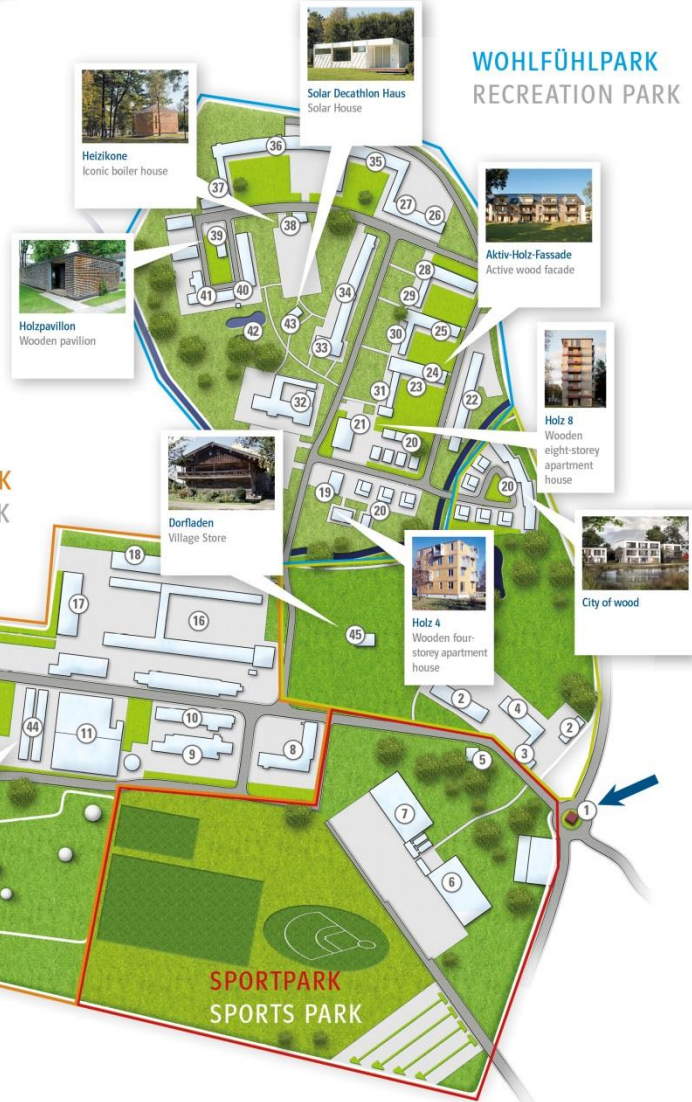 WOHLFÜHLPARK
RECREATION PARK
Solar Decathlon Haus
Solar House
Heizikone
Iconic boiler house
Aktiv-Holz-Fassade
Active wood facade
Holzpavillon
Wooden pavilion
Holz 8
Wooden
eight-storey
apartment
house
Dorfladen
Village Store
Holz 4
Wooden four-
storey apartment
house
City of wood
K
K
36
35
37
27
26
38
39
28
34
29
41
40
43
42
30
25
33
24
23
32
31
22
21
20
19
20
20
18
17
16
45
2
4
2
10
44
11
9
8
5
3
1
7
6
SPORTPARK
SPORTS PARK